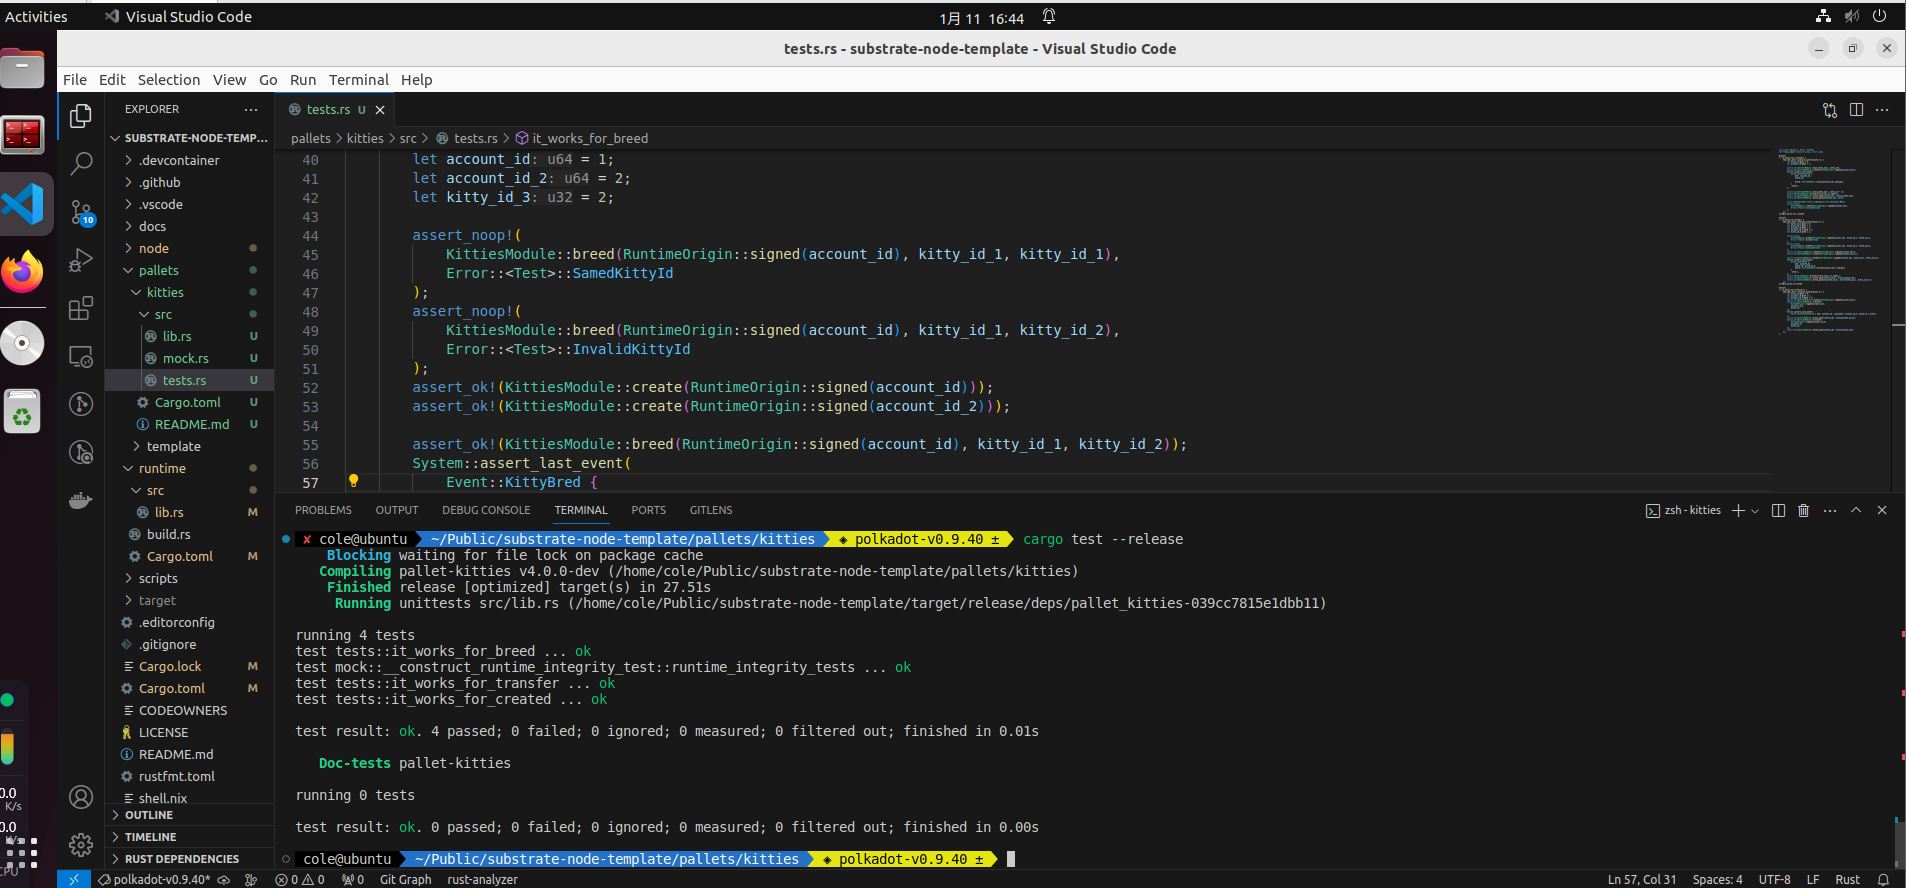 Activities
Visual Studio Code
1月 11 16:44
tests.rs - substrate-node-template - Visual Studio Code
File Edit Selection View Go Run Terminal Help
EXPLORER
SUBSTRATE-NODE-TEMP...
.devcontainer
.github
.vscode
docs
node
pallets
kitties
src
lib.rs U
mock.rs U
tests.rs U
Cargo.toml U
README.md U
template
runtime
src
lib.rs M
build.rs
Cargo.toml M
scripts
target
.editorconfig
.gitignore
Cargo.lock M
Cargo.toml M
CODEOWNERS
LICENSE
README.md
rustfmt.toml
shell.nix
OUTLINE
TIMELINE
RUST DEPENDENCIES
10
0.0
K/s
0.0
K/s
CPU
tests.rs U
pallets > kitties > src > tests.rs > it_works_for_breed
40 let account_id: u64 = 1;
41 let account_id_2: u64 = 2;
42 let kitty_id_3: u32 = 2;
43
44 assert_noop!(
45 KittiesModule::breed(RuntimeOrigin::signed(account_id), kitty_id_1, kitty_id_1),
46 Error::<Test>::SamedKittyId
47 );
48 assert_noop!(
49 KittiesModule::breed(RuntimeOrigin::signed(account_id), kitty_id_1, kitty_id_2),
50 Error::<Test>::InvalidKittyId
51 );
52 assert_ok!(KittiesModule::create(RuntimeOrigin::signed(account_id)));
53 assert_ok!(KittiesModule::create(RuntimeOrigin::signed(account_id_2)));
54
55 assert_ok!(KittiesModule::breed(RuntimeOrigin::signed(account_id), kitty_id_1, kitty_id_2));
56 System::assert_last_event(
57 Event::KittyBred {
PROBLEMS OUTPUT DEBUG CONSOLE TERMINAL PORTS GITLENS
zsh - kitties
✘ cole@ubuntu ~/Public/substrate-node-template/pallets/kitties ◈ polkadot-v0.9.40 ± cargo test --release
Blocking waiting for file lock on package cache
Compiling pallet-kitties v4.0.0-dev (/home/cole/Public/substrate-node-template/pallets/kitties)
Finished release [optimized] target(s) in 27.51s
Running unittests src/lib.rs (/home/cole/Public/substrate-node-template/target/release/deps/pallet_kitties-039cc7815e1dbb11)
running 4 tests
test tests::it_works_for_breed ... ok
test mock::__construct_runtime_integrity_test::runtime_integrity_tests ... ok
test tests::it_works_for_transfer ... ok
test tests::it_works_for_created ... ok
test result: ok. 4 passed; 0 failed; 0 ignored; 0 measured; 0 filtered out; finished in 0.01s
Doc-tests pallet-kitties
running 0 tests
test result: ok. 0 passed; 0 failed; 0 ignored; 0 measured; 0 filtered out; finished in 0.00s
cole@ubuntu ~/Public/substrate-node-template/pallets/kitties ◈ polkadot-v0.9.40 ±
polkadot-v0.9.40* 0 0 0 Git Graph rust-analyzer
Ln 57, Col 31 Spaces: 4 UTF-8 LF Rust